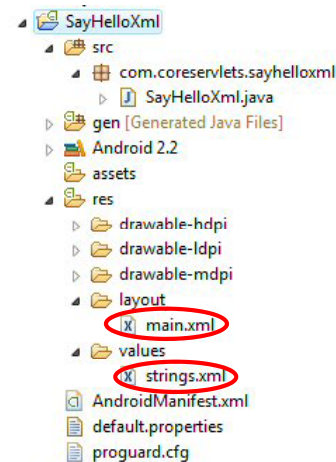 SayHelloXml
src
com.coreservlets.sayhelloxml
SayHelloXml.java
gen [Generated Java Files]
Android 2.2
assets
res
drawable-hdpi
drawable-ldpi
drawable-mdpi
layout
main.xml
values
strings.xml
AndroidManifest.xml
default.properties
proguard.cfg